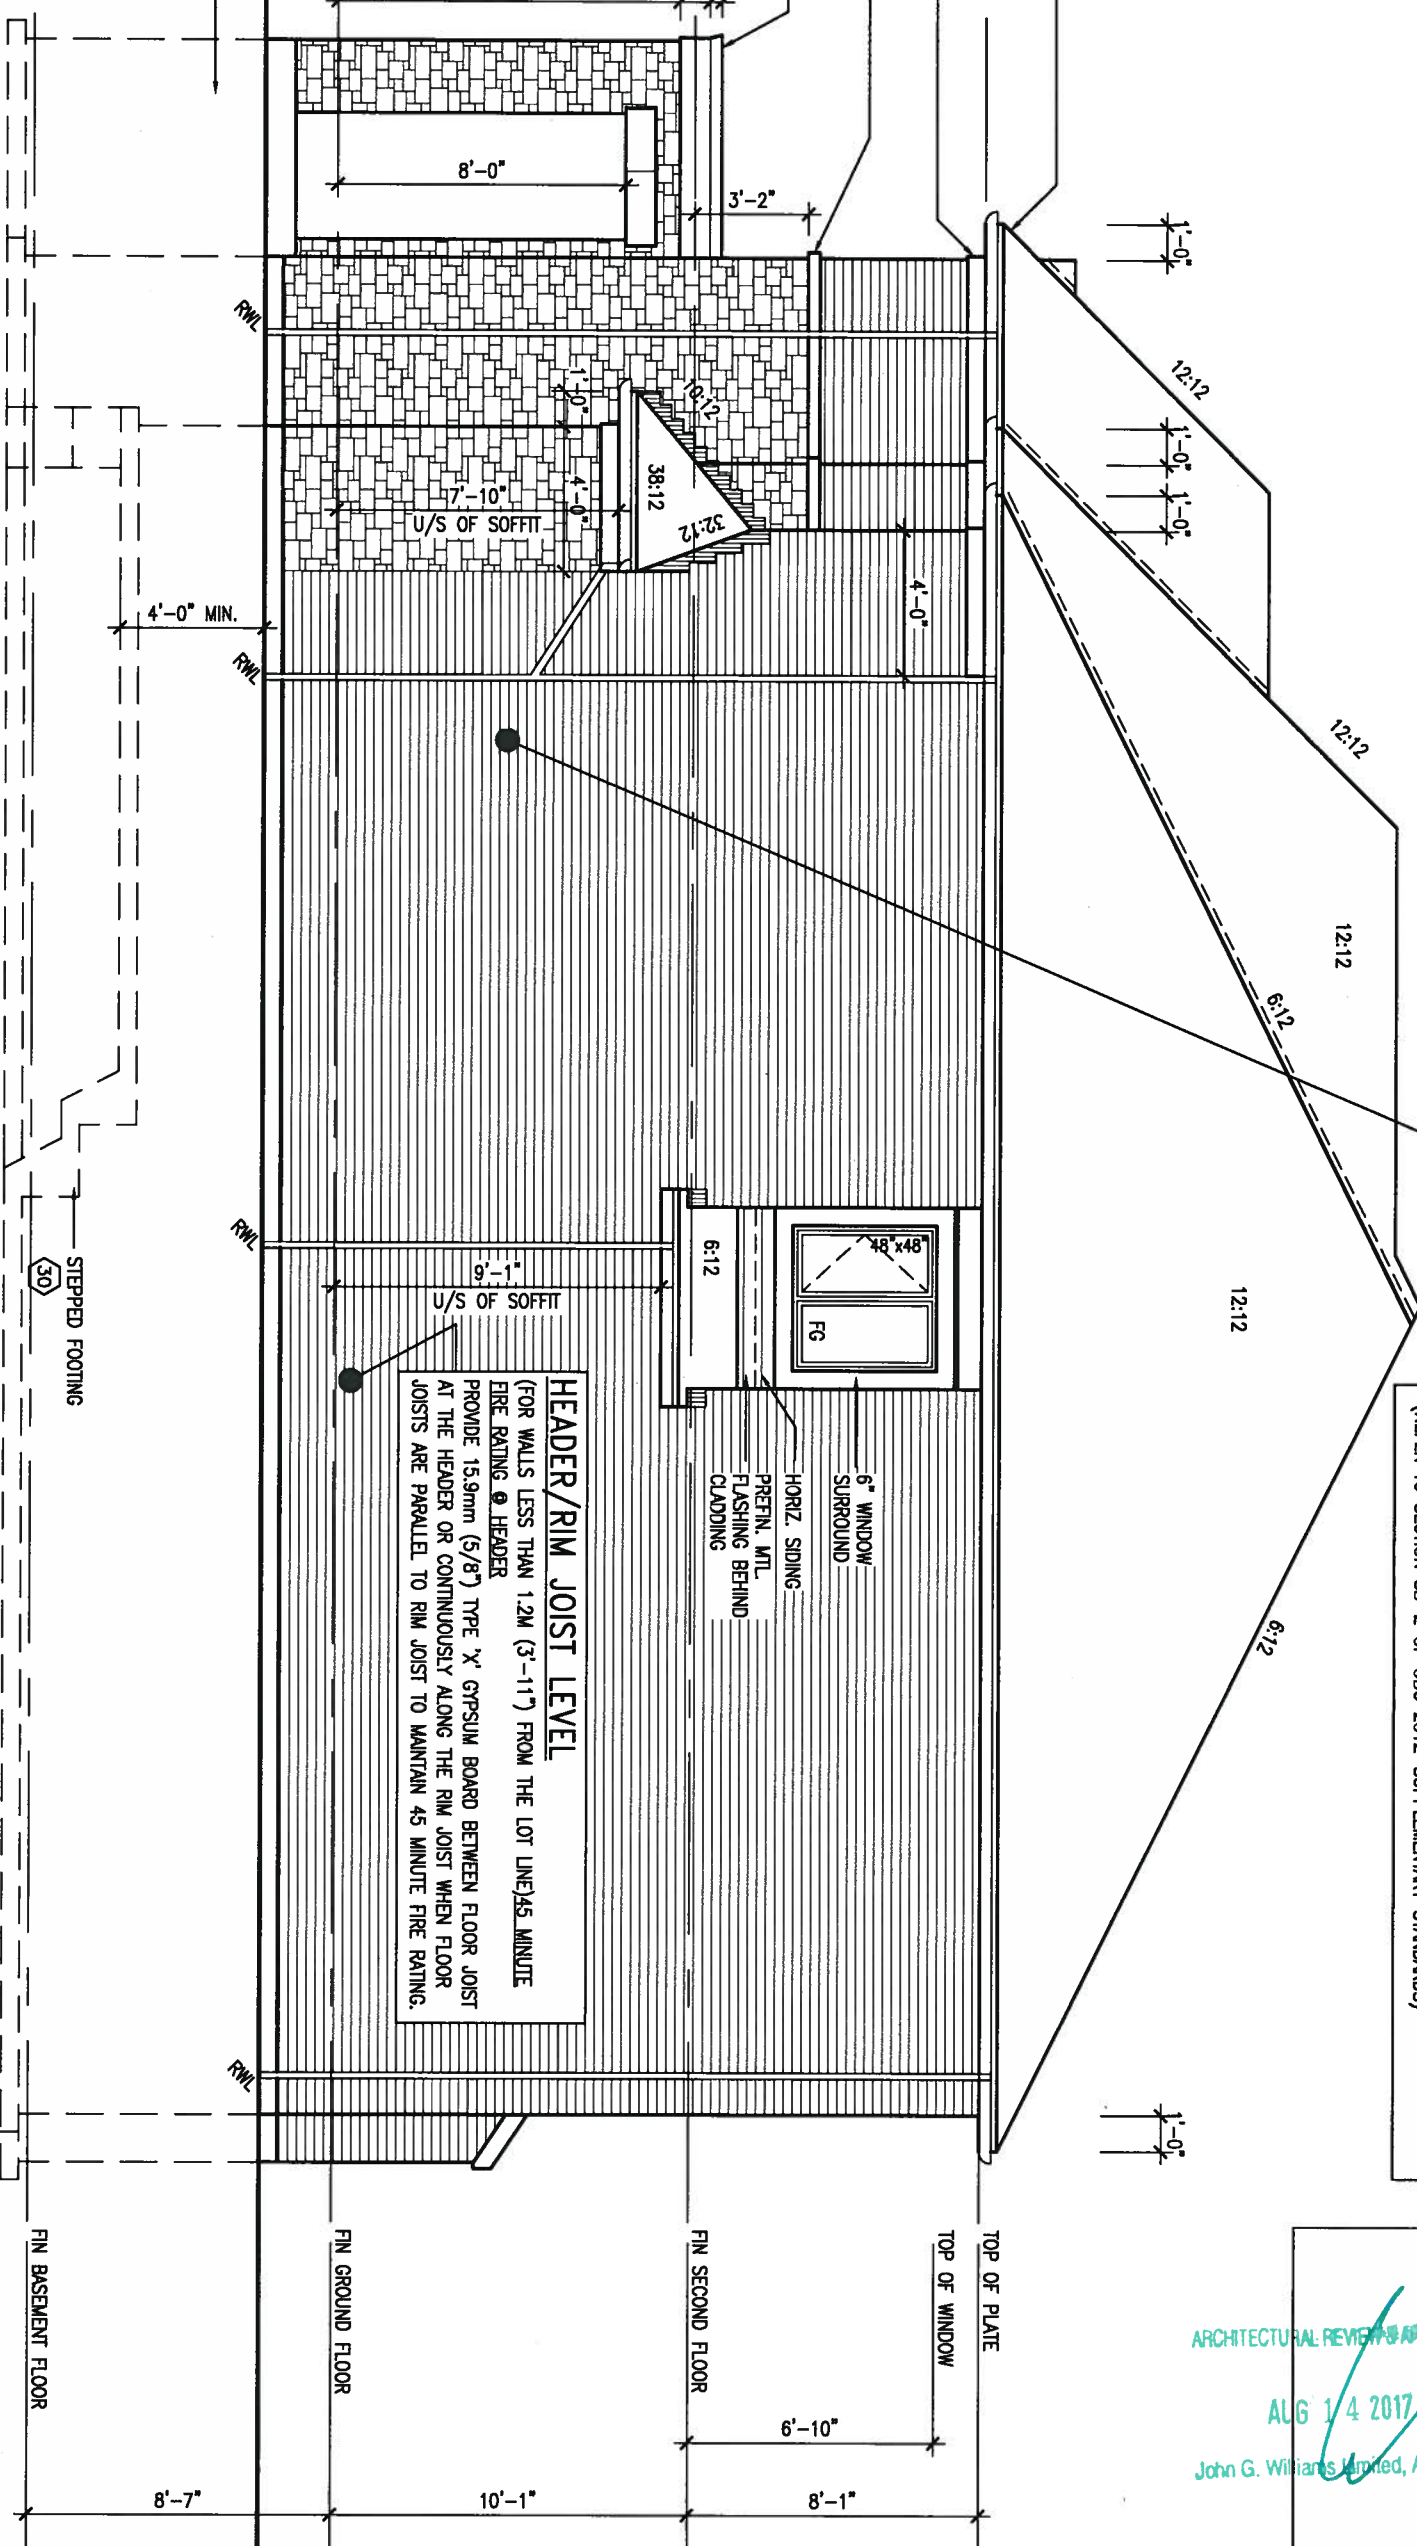 12:12
12:12
12:12
12:12
6:12
6:12
1'-0"
1'-0"
1'-0"
1'-0"
3'-2"
8'-0"
10:12
38:12
32:12
1'-0"
4'-0"
4'-0"
7'-10"
U/S OF SOFFIT
4'-0" MIN.
RWL
RWL
RWL
RWL
48"x48"
FG
6:12
9'-1"
U/S OF SOFFIT
6" WINDOW
SURROUND
HORIZ. SIDING
PREFIN. MTL.
FLASHING BEHIND
CLADDING
HEADER/RIM JOIST LEVEL
(FOR WALLS LESS THAN 1.2M (3'-11") FROM THE LOT LINE)45 MINUTE
FIRE RATING @ HEADER
PROVIDE 15.9mm (5/8") TYPE 'X' GYPSUM BOARD BETWEEN FLOOR JOIST
AT THE HEADER OR CONTINUOUSLY ALONG THE RIM JOIST WHEN FLOOR
JOISTS ARE PARALLEL TO RIM JOIST TO MAINTAIN 45 MINUTE FIRE RATING.
STEPPED FOOTING
30
TOP OF PLATE
TOP OF WINDOW
FIN SECOND FLOOR
FIN GROUND FLOOR
FIN BASEMENT FLOOR
6'-10"
8'-1"
10'-1"
8'-7"
ARCHITECTURAL REVIEW &
AUG 14 2017
John G. Williams Limited, A